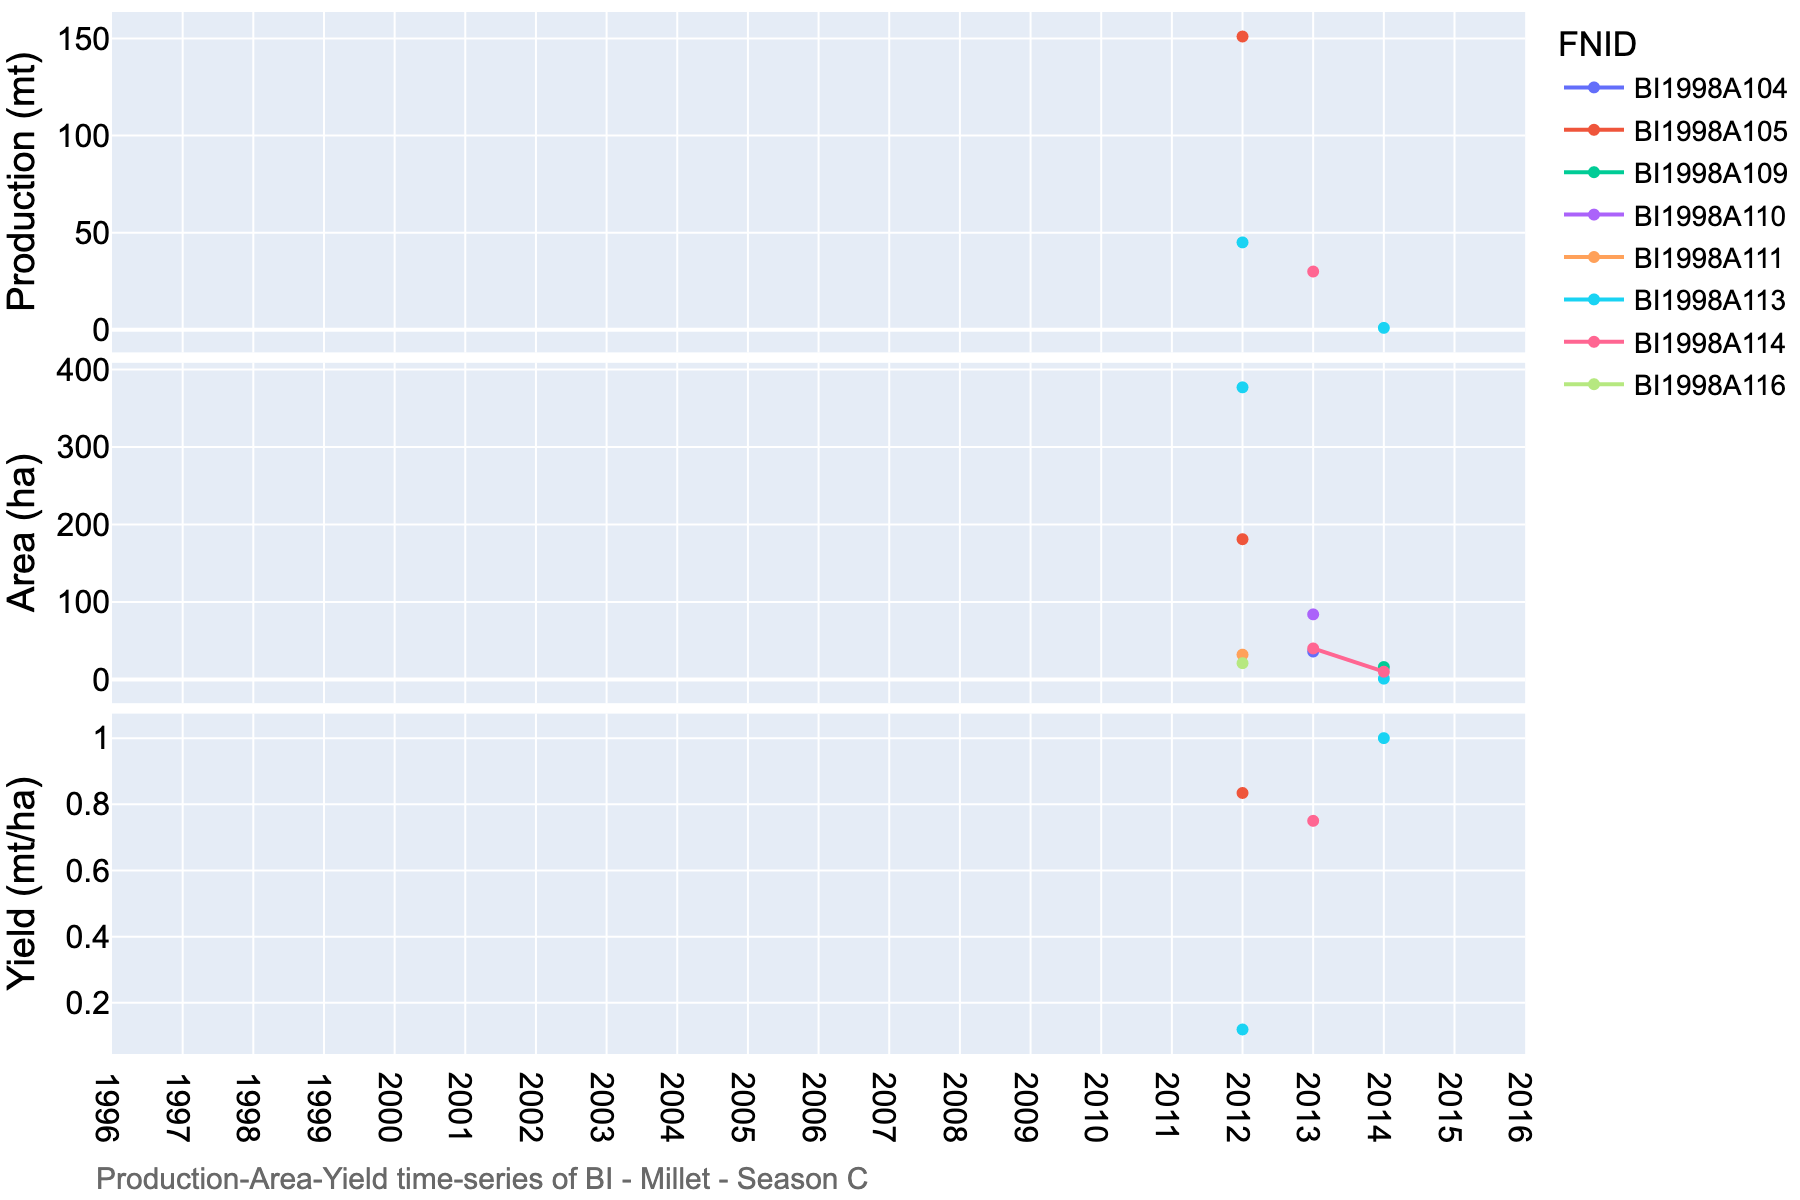 Production (mt)
150
100
50
0
Area (ha)
400
300
200
100
0
Yield (mt/ha)
1
0.8
0.6
0.4
0.2
1996 1997 1998 1999 2000 2001 2002 2003 2004 2005 2006 2007 2008 2009 2010 2011 2012 2013 2014 2015 2016
Production-Area-Yield time-series of BI - Millet - Season C
FNID
BI1998A104
BI1998A105
BI1998A109
BI1998A110
BI1998A111
BI1998A113
BI1998A114
BI1998A116